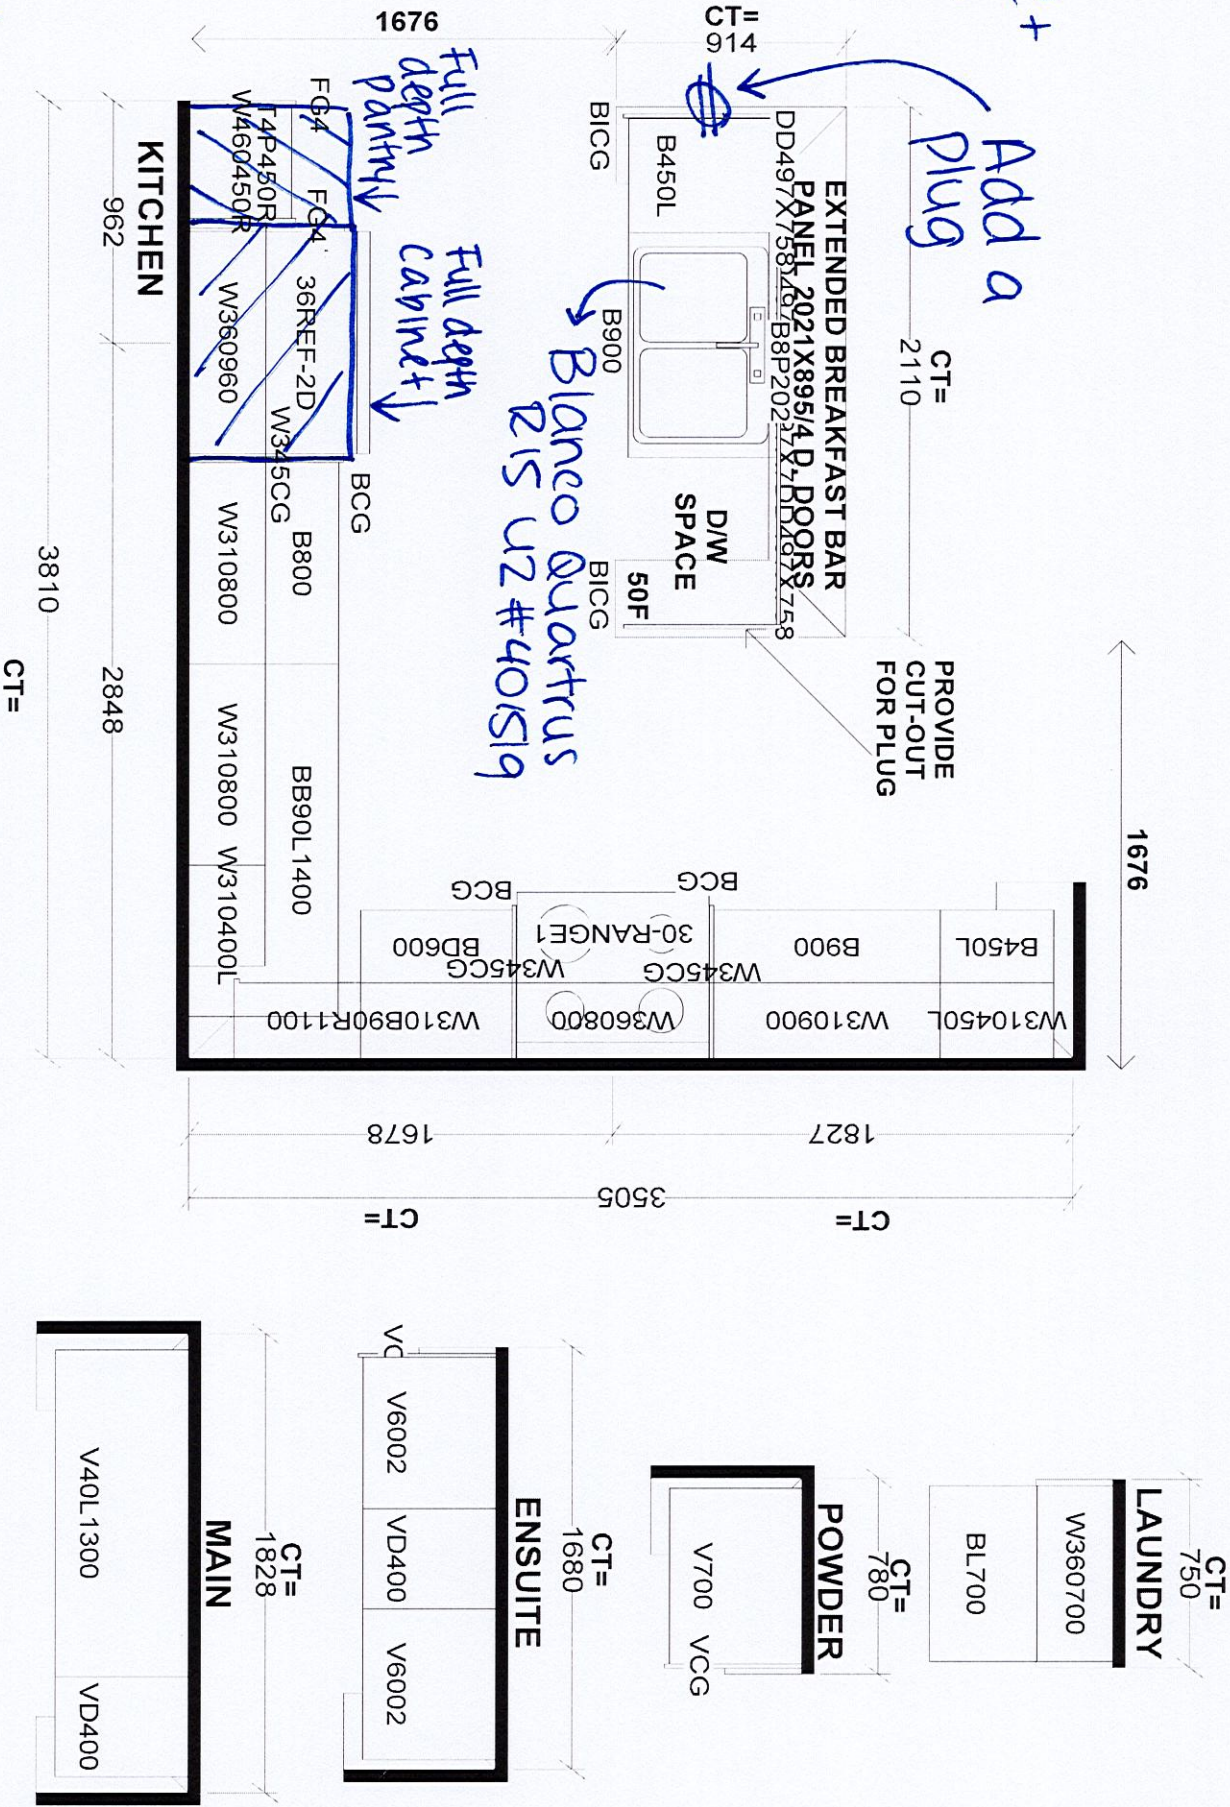 Add a
plug
CT=
2110
EXTENDED BREAKFAST BAR
PANEL 2021X895/4 D-DOORS
CT=
914
1676
BICG
B450L
B900
D/W
SPACE
50F
BICG
PROVIDE
CUT-OUT
FOR PLUG
1676
Blanco Quartrus
R15 U2 #401519
Full
depth
pantry
Full depth
cabinet
FG4
FG4
T4P450R
W460450R
36REF-2D
W360960
W345CG
BCG
B800
W310800
BB90L1400
W310800
W310400L
KITCHEN
962
2848
3810
CT=
BCG
BCG
BD600
30-RANGE1
B900
B450L
W345CG
W345CG
W310B90R1100
W360800
W310900
W310450L
1678
1827
3505
CT=
CT=
CT=
750
LAUNDRY
W360700
BL700
CT=
780
POWDER
V700
VCG
CT=
1680
ENSUITE
V6002
VD400
V6002
CT=
1828
MAIN
V40L1300
VD400